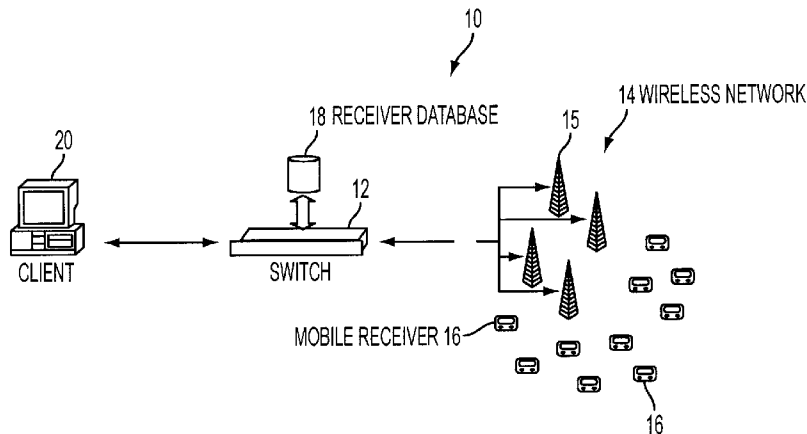 10
14 WIRELESS NETWORK
18 RECEIVER DATABASE
15
20
12
CLIENT
SWITCH
MOBILE RECEIVER 16
16